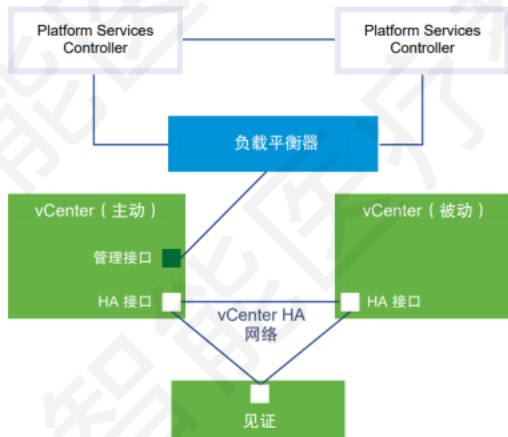 Platform Services
Controller
Platform Services
Controller
负载平衡器
vCenter（主动）
vCenter（被动）
管理接口
HA 接口
HA 接口
vCenter HA
网络
见证